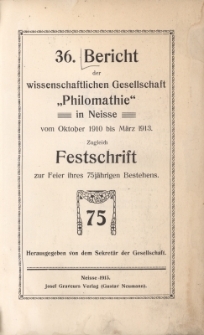 36. Bericht
der
wissenschaftlichen Gesellschaft
„Philomathie"
in Neisse
vom Oktober 1910 bis März 1913.
Zugleich
Festschrift
zur Feier ihres 75jährigen Bestehens.
75
Herausgegeben von dem Sekretär der Gesellschaft.
Neisse 1913.
Josef Graveurs Verlag (Gustav Neumann).